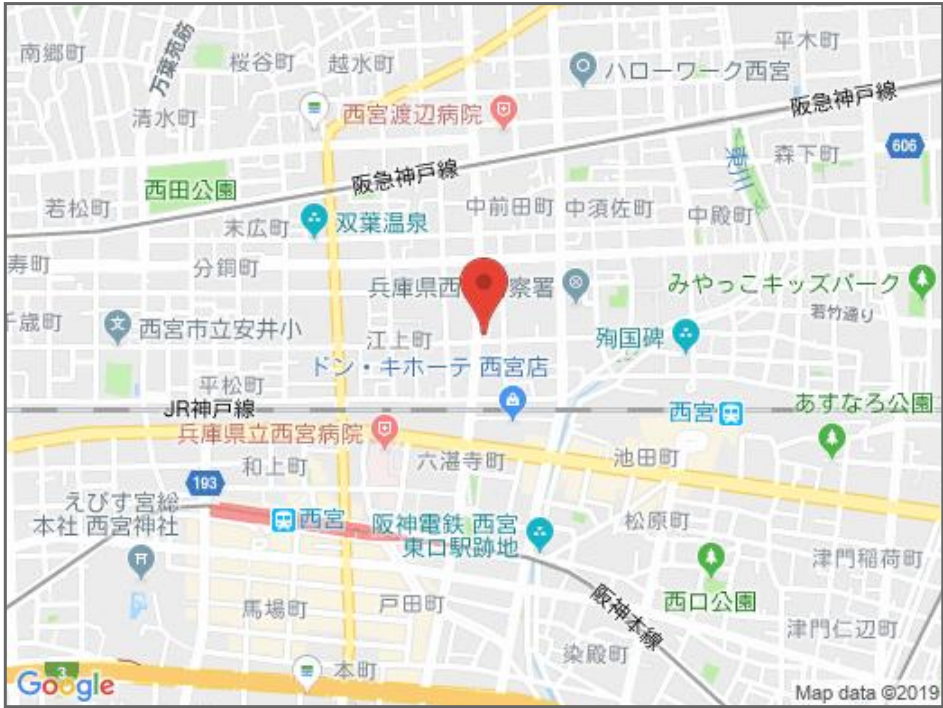 南郷町
万葉苑筋
桜谷町
越水町
平木町
ハローワーク西宮
清水町
西宮渡辺病院
阪急神戸線
606
森下町
東川
西田公園
阪急神戸線
若松町
末広町
双葉温泉
中前田町
中須佐町
中殿町
寿町
分銅町
兵庫県西
察署
みやっこキッズパーク
若竹通り
千歳町
西宮市立安井小
江上町
殉国碑
ドン・キホーテ 西宮店
平松町
JR神戸線
西宮
あすなろ公園
兵庫県立西宮病院
和上町
六湛寺町
池田町
193
えびす宮総
本社 西宮神社
西宮
阪神電鉄 西宮
東口駅跡地
松原町
津門稲荷町
馬場町
戸田町
阪神本線
西口公園
津門仁辺町
染殿町
本町
3
Google
Map data ©2019